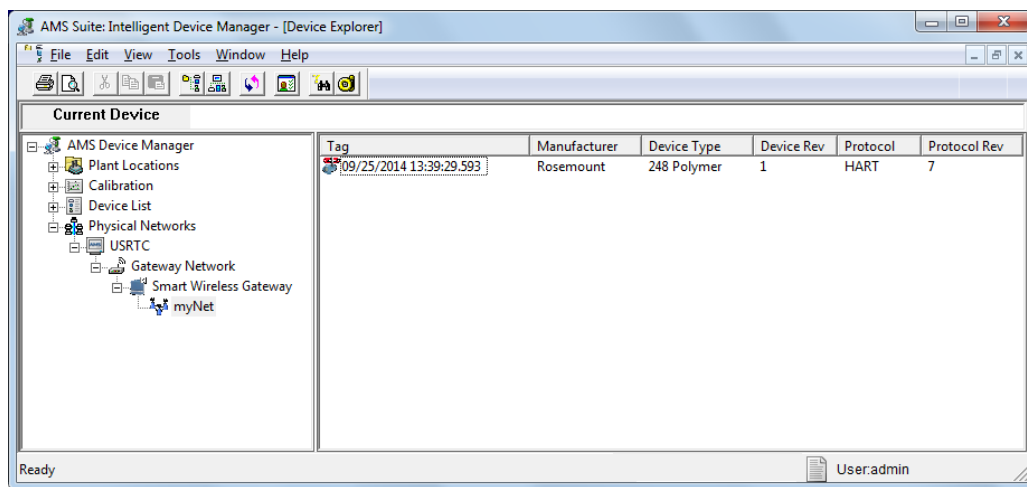 AMS Suite: Intelligent Device Manager - [Device Explorer]
File Edit View Tools Window Help
Current Device
AMS Device Manager
Plant Locations
Calibration
Device List
Physical Networks
USRTC
Gateway Network
Smart Wireless Gateway
myNet
Tag Manufacturer Device Type Device Rev Protocol Protocol Rev
09/25/2014 13:39:29.593 Rosemount 248 Polymer 1 HART 7
Ready User:admin